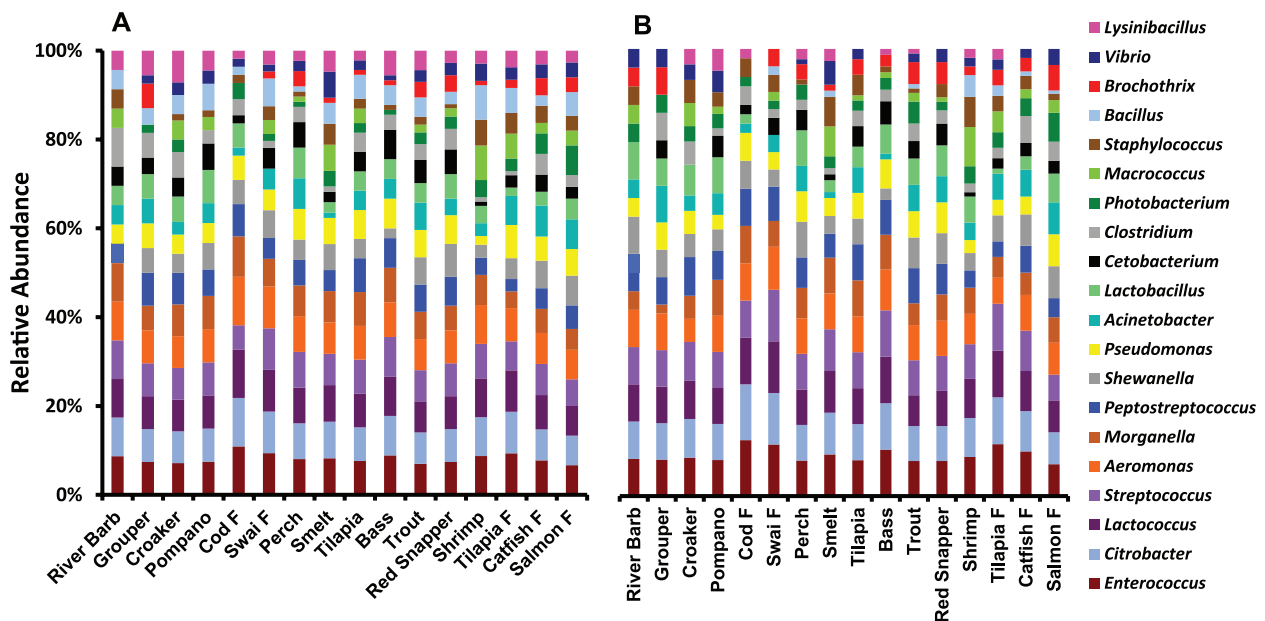 A
B
Relative Abundance
100%
80%
60%
40%
20%
0%
River Barb
Grouper
Croaker
Pompano
Cod F
Swai F
Perch
Smelt
Tilapia
Bass
Trout
Red Snapper
Shrimp
Tilapia F
Catfish F
Salmon F
River Barb
Grouper
Croaker
Pompano
Cod F
Swai F
Perch
Smelt
Tilapia
Bass
Trout
Red Snapper
Shrimp
Tilapia F
Catfish F
Salmon F
Lysinibacillus
Vibrio
Brochothrix
Bacillus
Staphylococcus
Macrococcus
Photobacterium
Clostridium
Cetobacterium
Lactobacillus
Acinetobacter
Pseudomonas
Shewanella
Peptostreptococcus
Morganella
Aeromonas
Streptococcus
Lactococcus
Citrobacter
Enterococcus